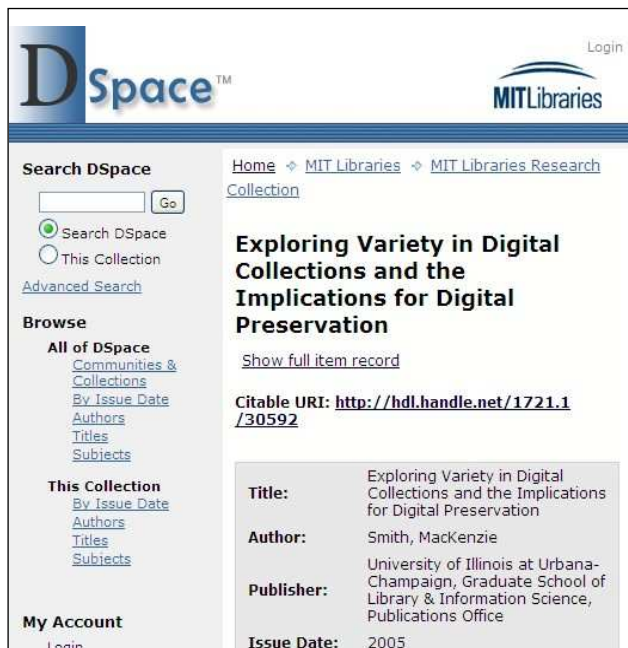 DSpace™
Login
MITLibraries
Search DSpace
Go
Search DSpace
This Collection
Advanced Search
Browse
All of DSpace
Communities &
Collections
By Issue Date
Authors
Titles
Subjects
This Collection
By Issue Date
Authors
Titles
Subjects
My Account
Login
Home ✧ MIT Libraries ✧ MIT Libraries Research
Collection
Exploring Variety in Digital
Collections and the
Implications for Digital
Preservation
Show full item record
Citable URI: http://hdl.handle.net/1721.1
/30592
Title: Exploring Variety in Digital
Collections and the Implications
for Digital Preservation
Author: Smith, MacKenzie
Publisher: University of Illinois at Urbana-
Champaign, Graduate School of
Library & Information Science,
Publications Office
Issue Date: 2005